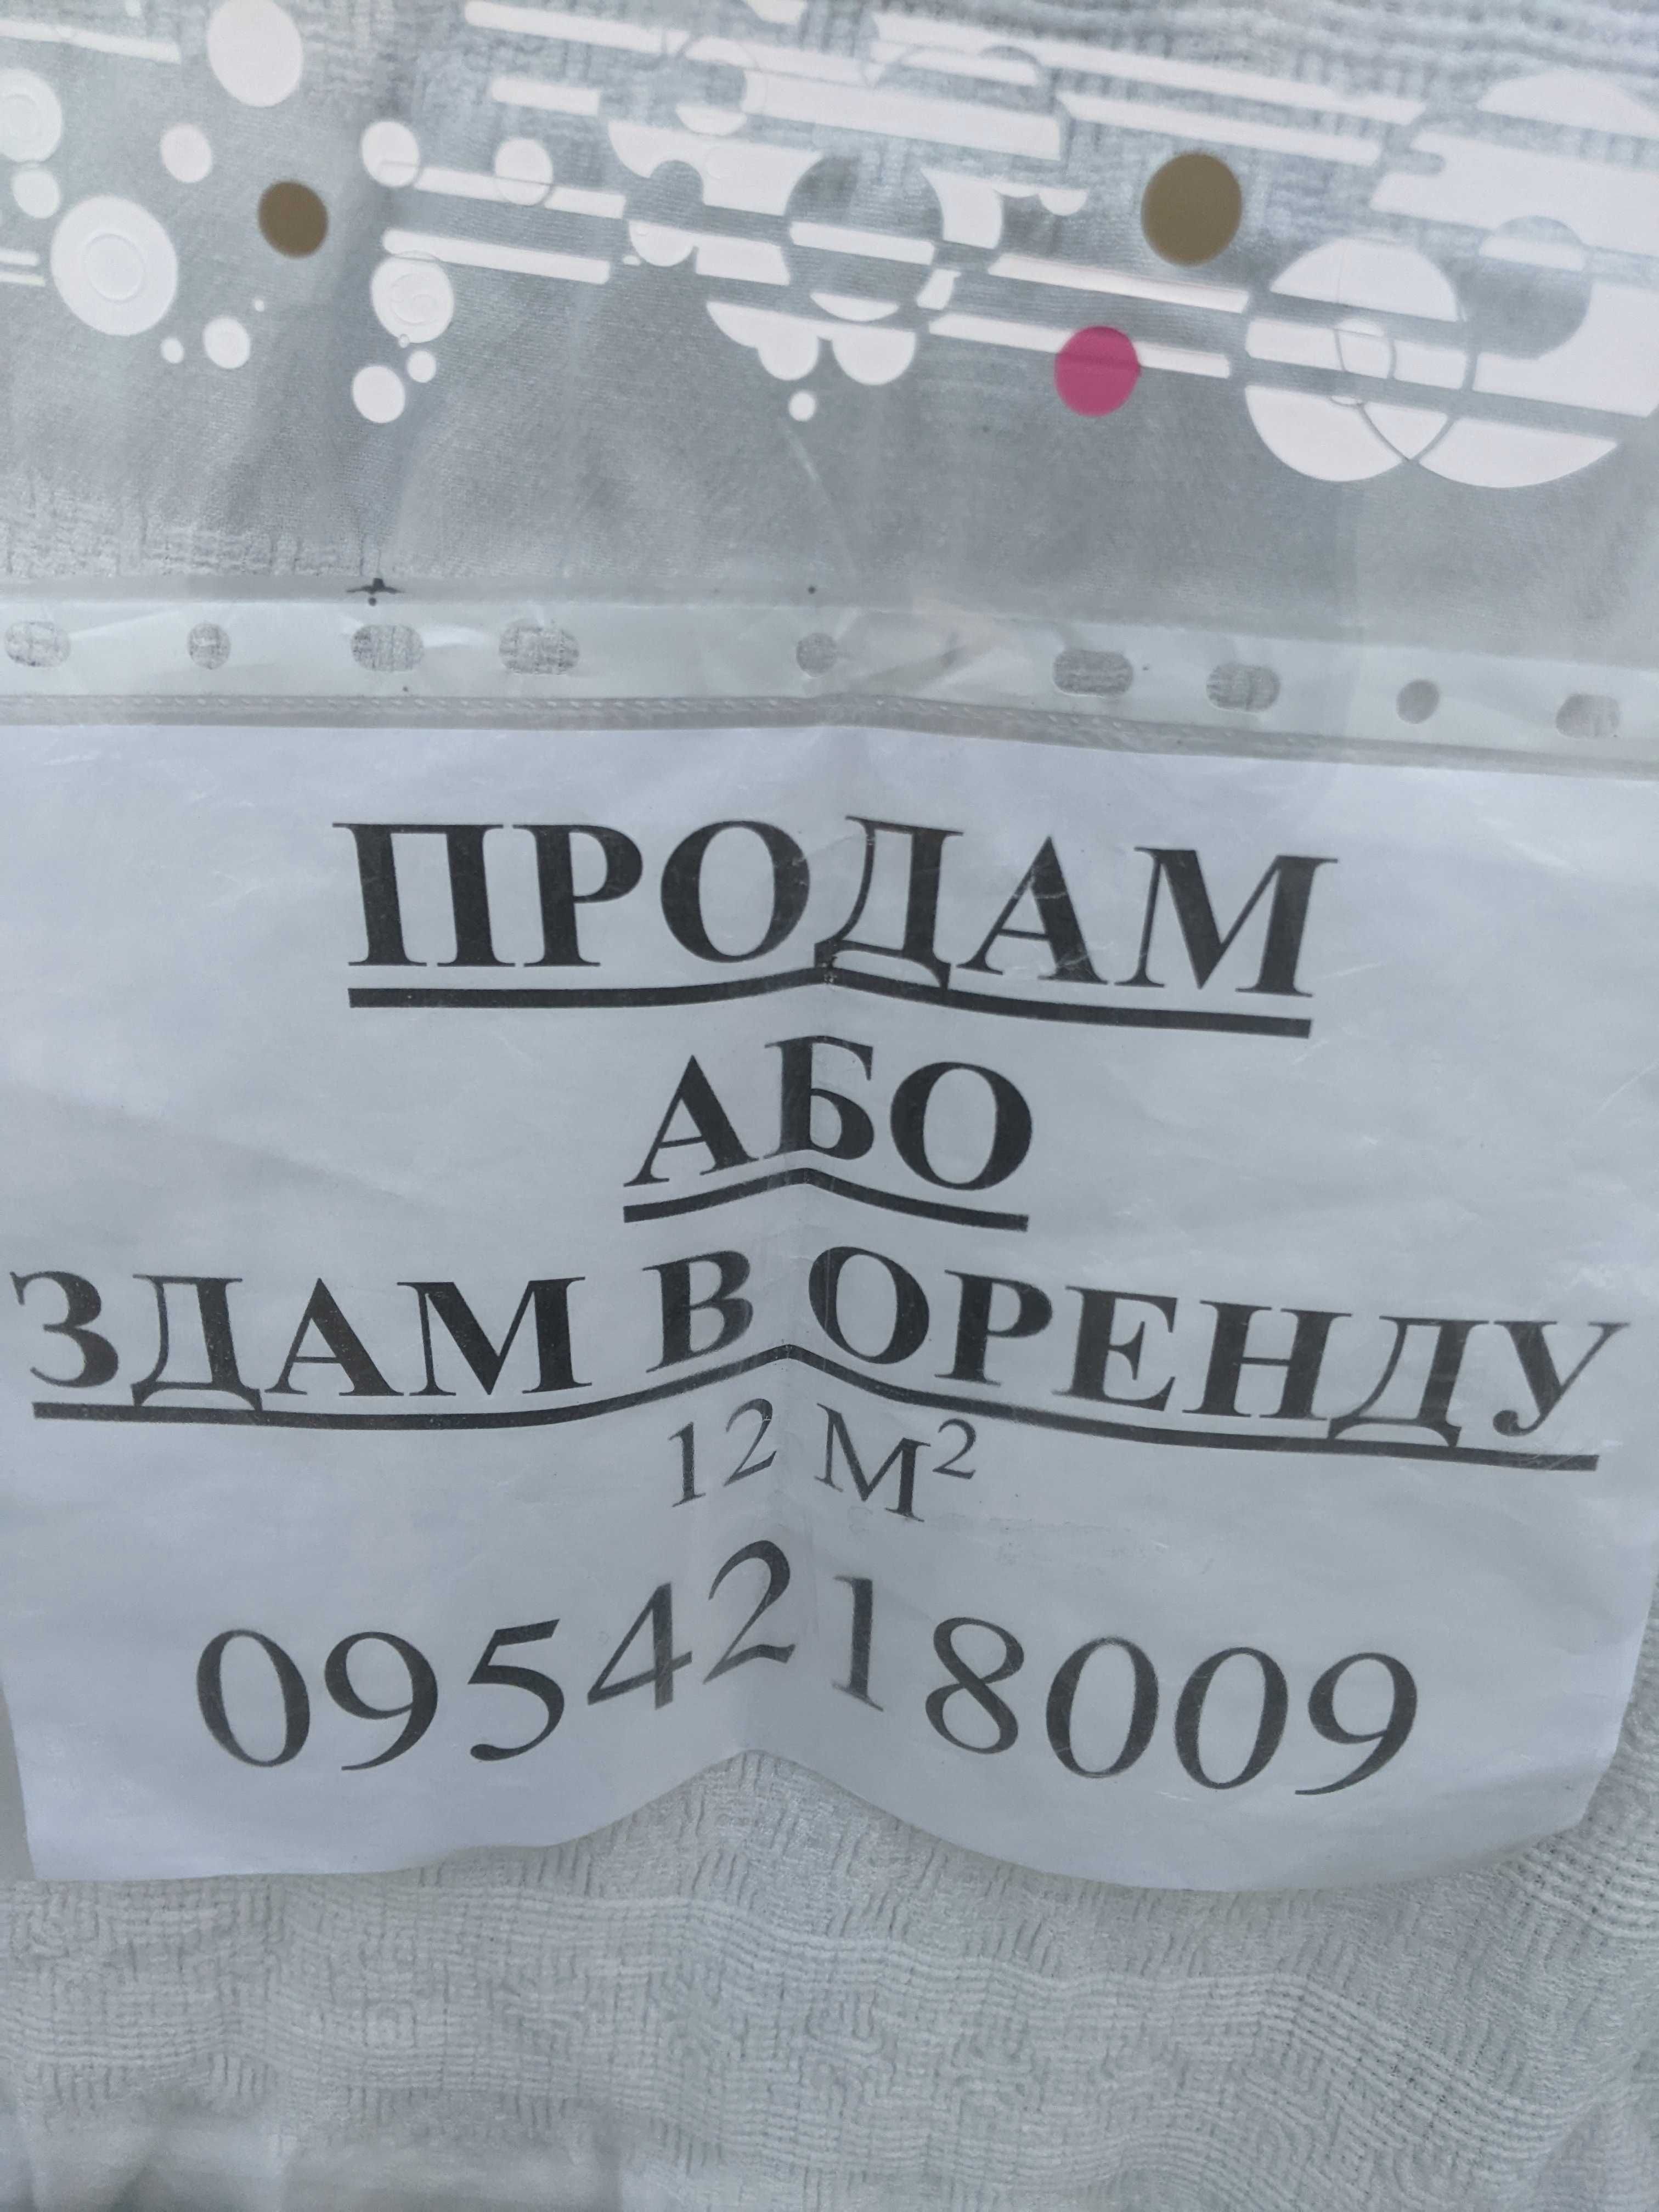 ПРОДАМ
АБО
ЗДАМ В ОРЕНДУ
12 М²
0954218009